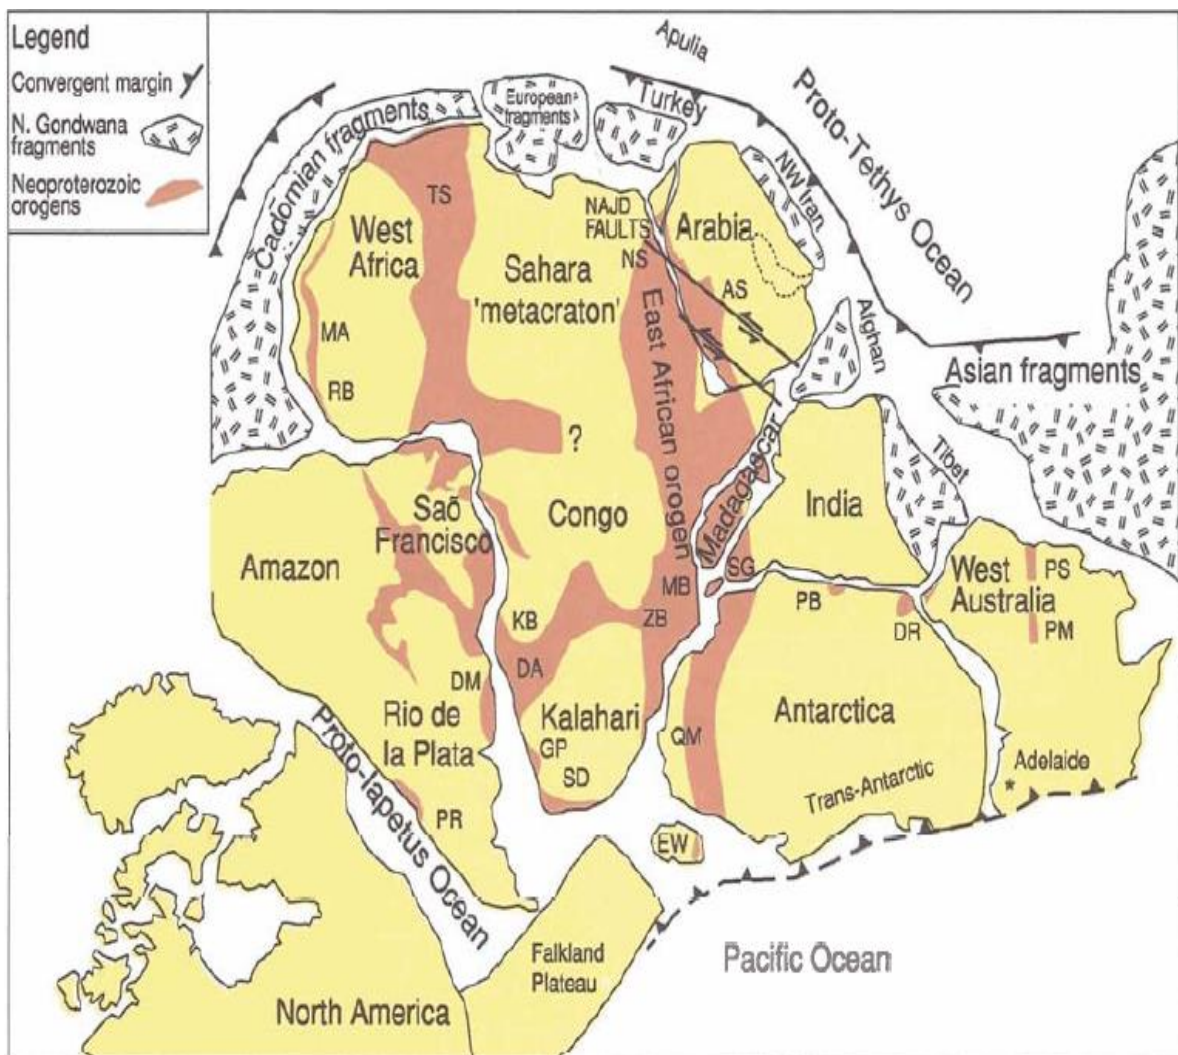 Legend
Convergent margin
N. Gondwana
fragments
Neoproterozoic
orogens
Apulia
Turkey
European
fragments
Cadomian fragments
Proto-Tethys Ocean
NW Iran
TS
NAJD
FAULTS
NS
Arabia
AS
West
Africa
Sahara
'metacraton'
MA
RB
East African orogen
Afghan
Asian fragments
?
Madagascar
Tibet
India
Saõ
Francisco
Congo
Amazon
SG
MB
ZB
KB
DA
PB
DR
West
Australia
PS
PM
DM
Rio de
la Plata
Kalahari
GP
SD
QM
Antarctica
Trans-Antarctic
Adelaide
*
Proto-Iapetus Ocean
PR
EW
Falkland
Plateau
Pacific Ocean
North America